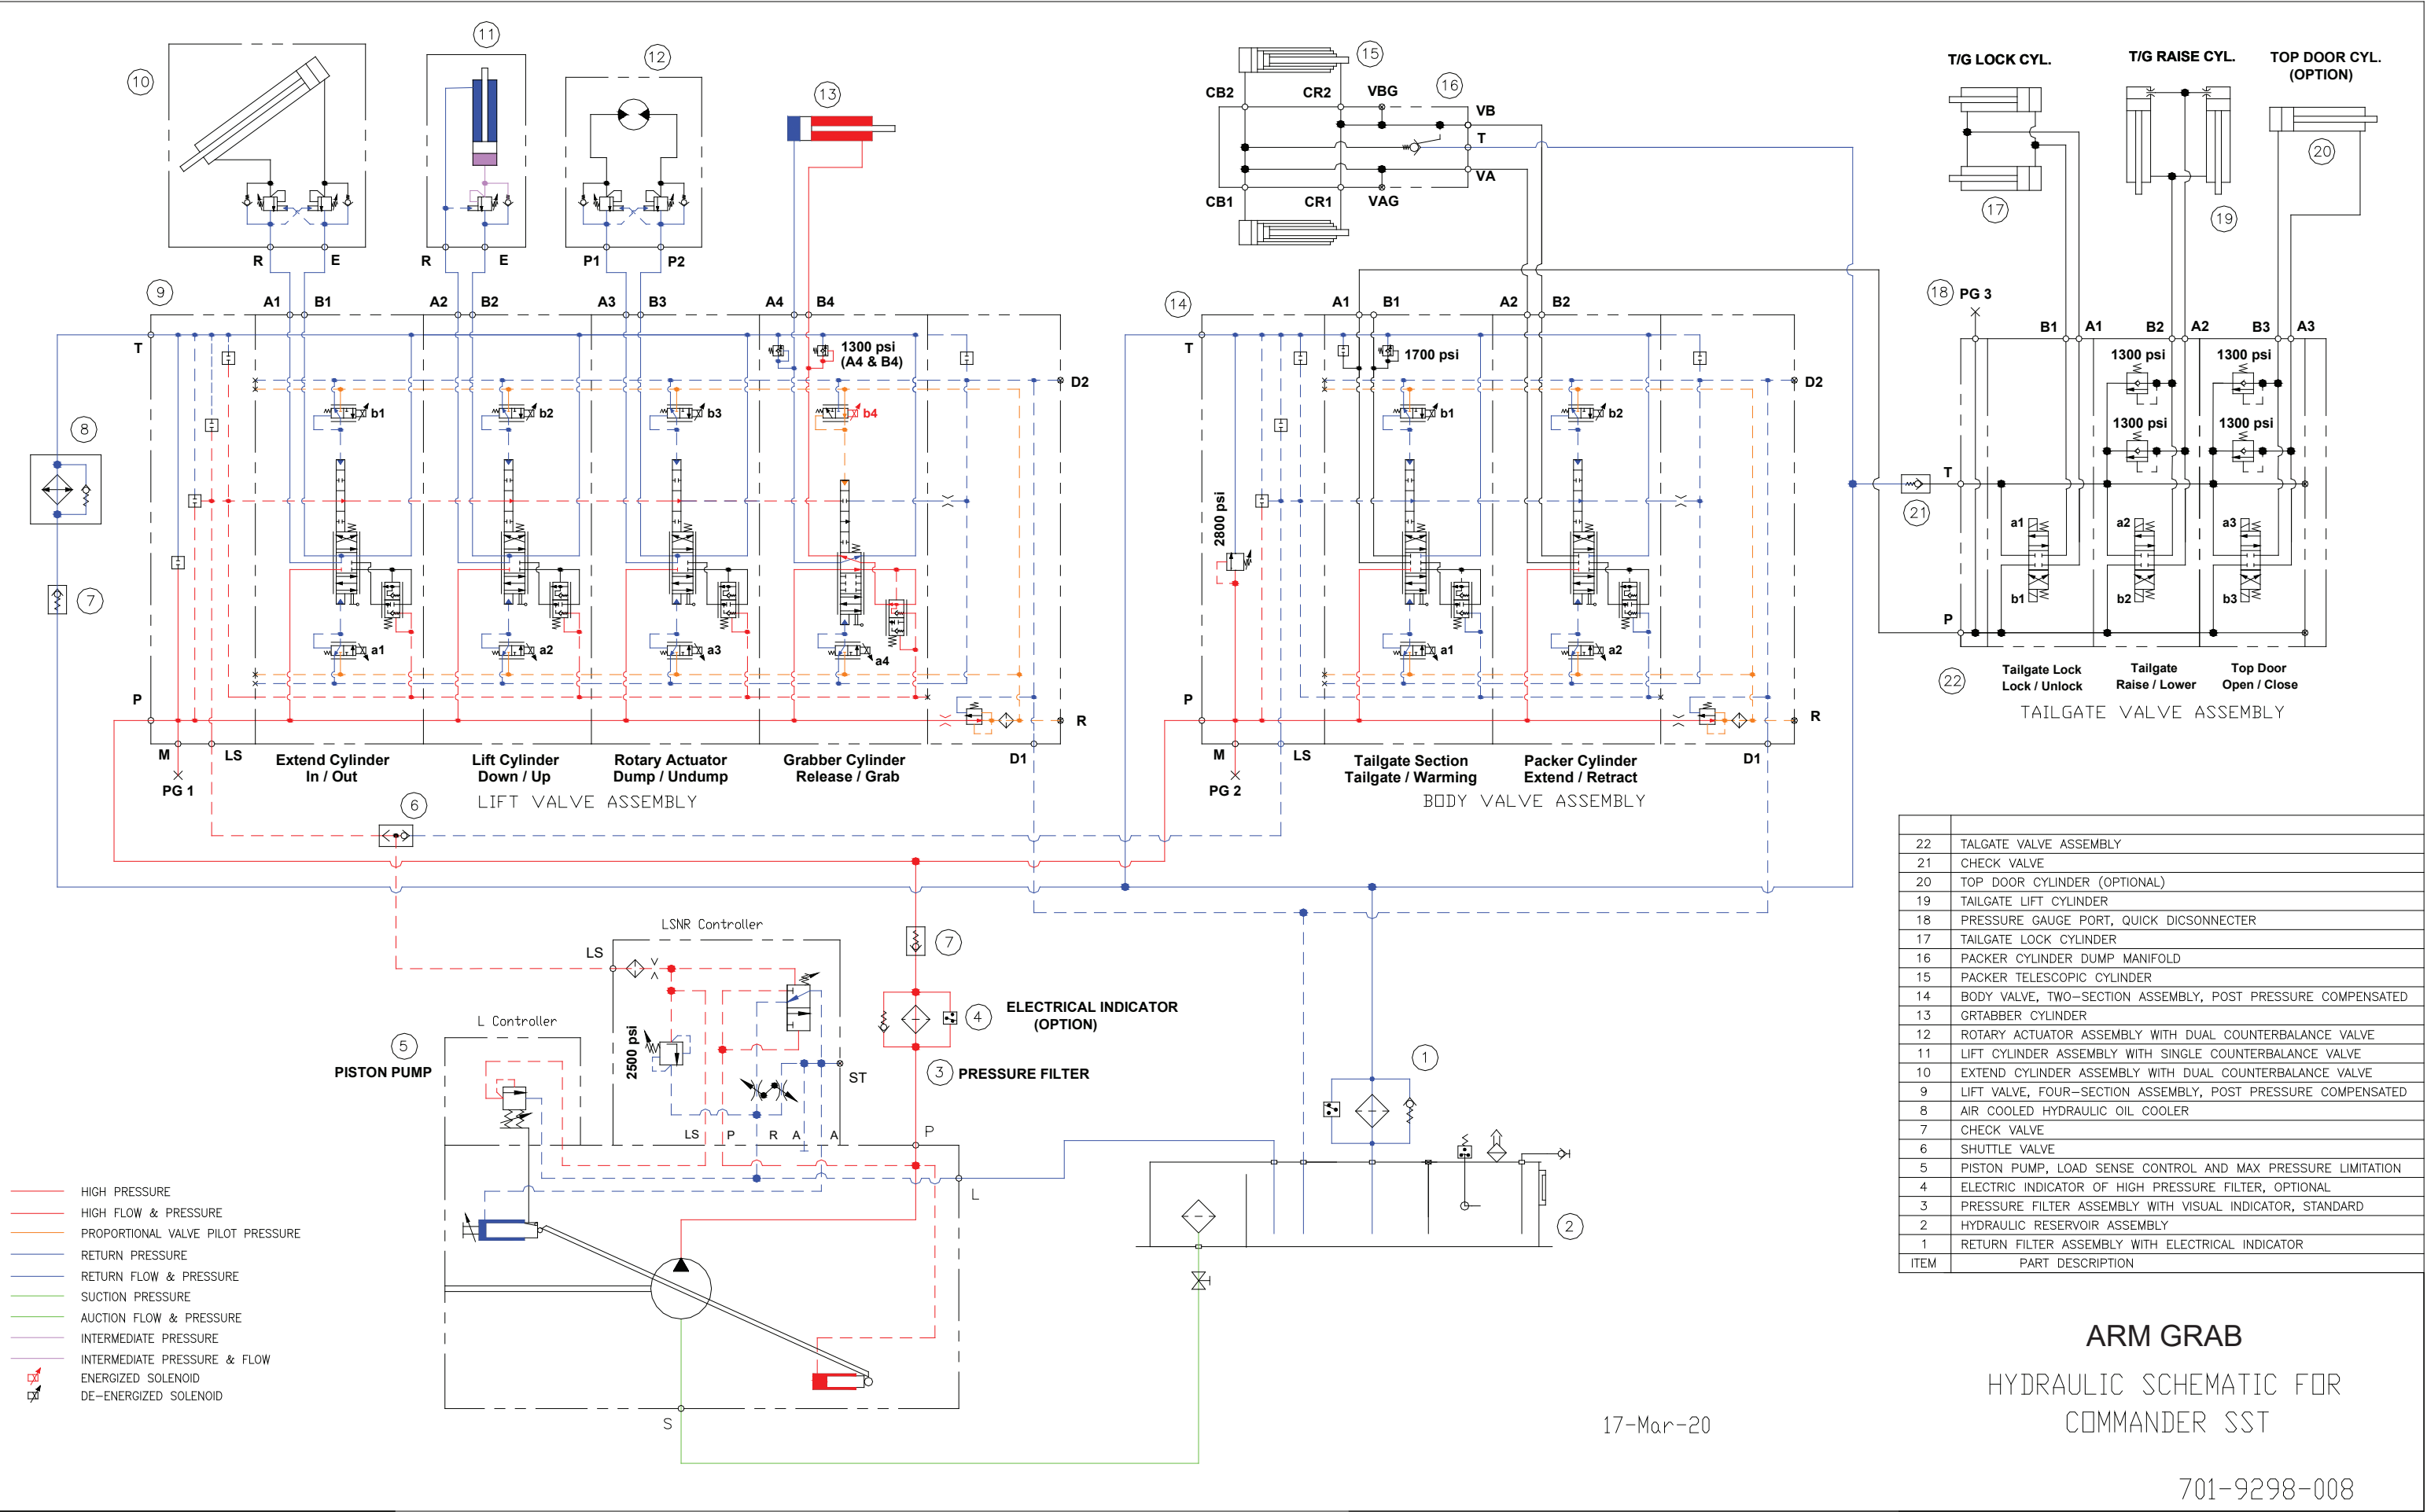 10
11
12
13
R
E
R
E
P1
P2
9
A1
B1
A2
B2
A3
B3
A4
B4
T
1300 psi
(A4 & B4)
D2
b1
b2
b3
b4
8
7
a1
a2
a3
a4
P
R
M
LS
D1
PG 1
Extend Cylinder
In / Out
Lift Cylinder
Down / Up
Rotary Actuator
Dump / Undump
Grabber Cylinder
Release / Grab
LIFT VALVE ASSEMBLY
15
16
CB2
CR2
VBG
VB
T
VA
CB1
CR1
VAG
14
A1
B1
A2
B2
T
1700 psi
D2
b1
b2
2800 psi
a1
a2
P
R
M
LS
D1
PG 2
Tailgate Section
Tailgate / Warming
Packer Cylinder
Extend / Retract
BODY VALVE ASSEMBLY
T/G LOCK CYL.
T/G RAISE CYL.
TOP DOOR CYL.
(OPTION)
17
19
20
18
PG 3
B1
A1
B2
A2
B3
A3
1300 psi
1300 psi
1300 psi
1300 psi
T
21
a1
a2
a3
b1
b2
b3
P
22
Tailgate Lock
Lock / Unlock
Tailgate
Raise / Lower
Top Door
Open / Close
TAILGATE VALVE ASSEMBLY
6
LSNR Controller
LS
7
L Controller
5
PISTON PUMP
2500 psi
4
ELECTRICAL INDICATOR
(OPTION)
3
PRESSURE FILTER
ST
LS
P
R
A
A
P
L
S
1
2
HIGH PRESSURE
HIGH FLOW & PRESSURE
PROPORTIONAL VALVE PILOT PRESSURE
RETURN PRESSURE
RETURN FLOW & PRESSURE
SUCTION PRESSURE
AUCTION FLOW & PRESSURE
INTERMEDIATE PRESSURE
INTERMEDIATE PRESSURE & FLOW
ENERGIZED SOLENOID
DE-ENERGIZED SOLENOID
22 TALGATE VALVE ASSEMBLY
21 CHECK VALVE
20 TOP DOOR CYLINDER (OPTIONAL)
19 TAILGATE LIFT CYLINDER
18 PRESSURE GAUGE PORT, QUICK DICSONNECTER
17 TAILGATE LOCK CYLINDER
16 PACKER CYLINDER DUMP MANIFOLD
15 PACKER TELESCOPIC CYLINDER
14 BODY VALVE, TWO-SECTION ASSEMBLY, POST PRESSURE COMPENSATED
13 GRTABBER CYLINDER
12 ROTARY ACTUATOR ASSEMBLY WITH DUAL COUNTERBALANCE VALVE
11 LIFT CYLINDER ASSEMBLY WITH SINGLE COUNTERBALANCE VALVE
10 EXTEND CYLINDER ASSEMBLY WITH DUAL COUNTERBALANCE VALVE
9 LIFT VALVE, FOUR-SECTION ASSEMBLY, POST PRESSURE COMPENSATED
8 AIR COOLED HYDRAULIC OIL COOLER
7 CHECK VALVE
6 SHUTTLE VALVE
5 PISTON PUMP, LOAD SENSE CONTROL AND MAX PRESSURE LIMITATION
4 ELECTRIC INDICATOR OF HIGH PRESSURE FILTER, OPTIONAL
3 PRESSURE FILTER ASSEMBLY WITH VISUAL INDICATOR, STANDARD
2 HYDRAULIC RESERVOIR ASSEMBLY
1 RETURN FILTER ASSEMBLY WITH ELECTRICAL INDICATOR
ITEM PART DESCRIPTION
ARM GRAB
HYDRAULIC SCHEMATIC FOR
COMMANDER SST
17-Mar-20
701-9298-008